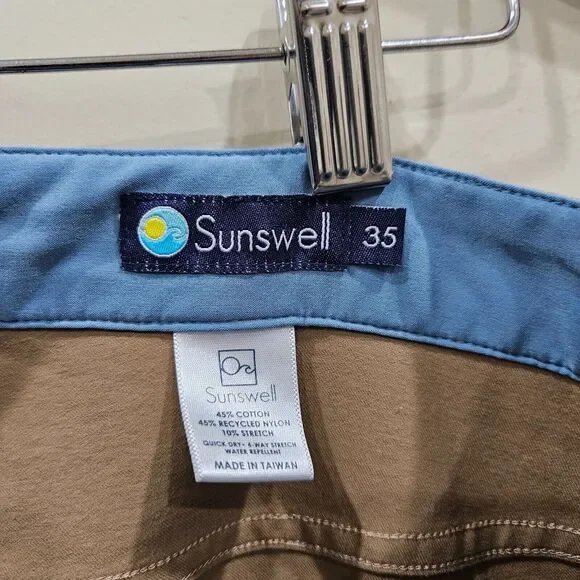 Sunswell 35
Sunswell
45% COTTON
45% RECYCLED NYLON
10% STRETCH
QUICK DRY • 6-WAY STRETCH
WATER REPELLENT
MADE IN TAIWAN